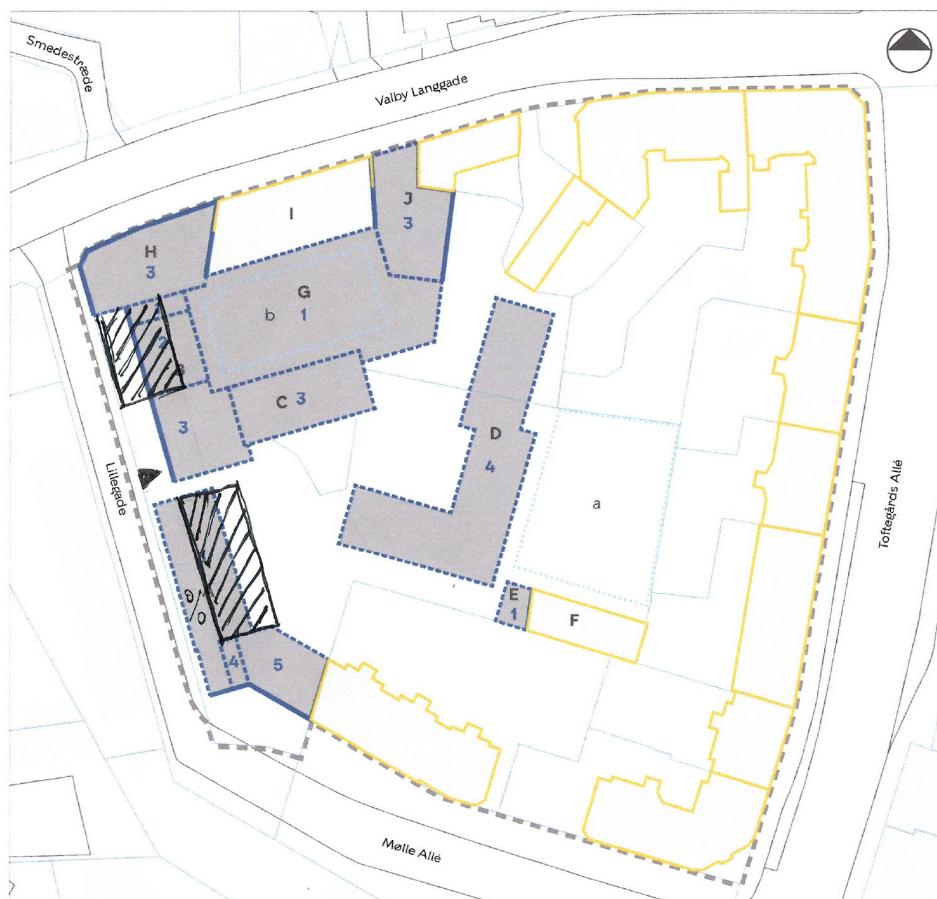 Smedestræde
Valby Langgade
H
3
I
J
3
G
b
1
C
3
3
D
4
a
Lillegade
Toftegårds Allé
E
1
F
4
5
Mølle Allé